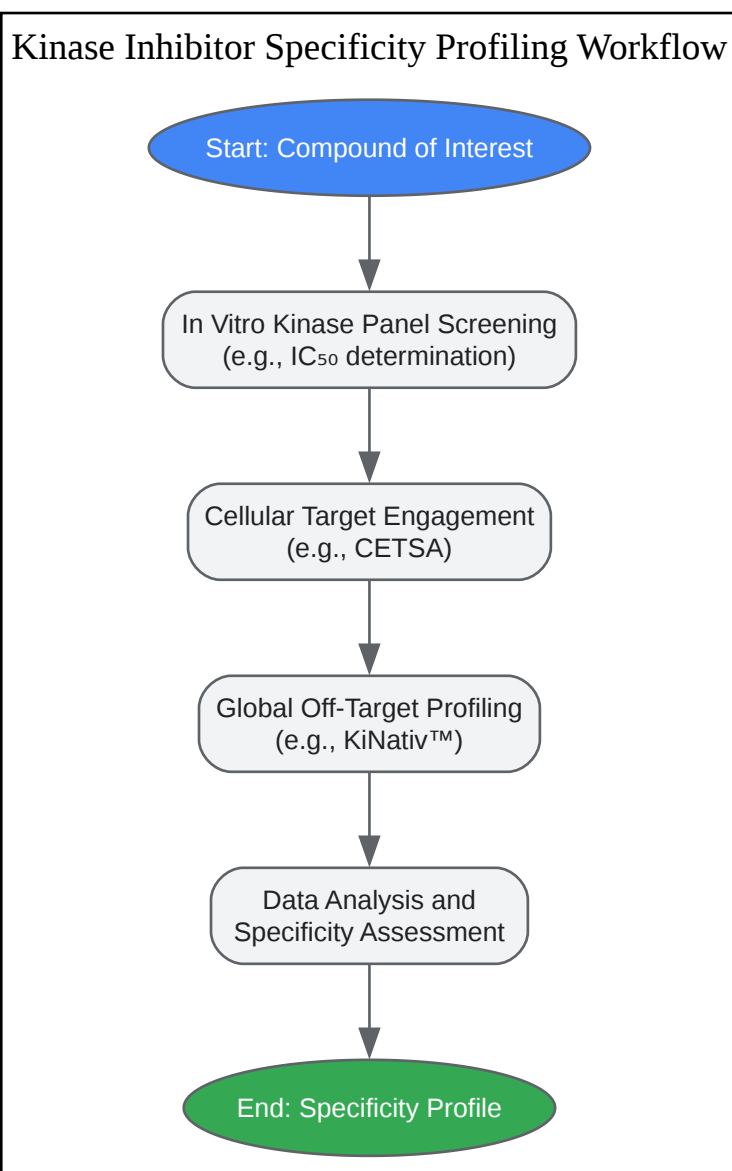 Kinase Inhibitor Specificity Profiling Workflow
Start: Compound of Interest
In Vitro Kinase Panel Screening
(e.g., IC₅₀ determination)
Cellular Target Engagement
(e.g., CETSA)
Global Off-Target Profiling
(e.g., KiNativ™)
Data Analysis and
Specificity Assessment
End: Specificity Profile